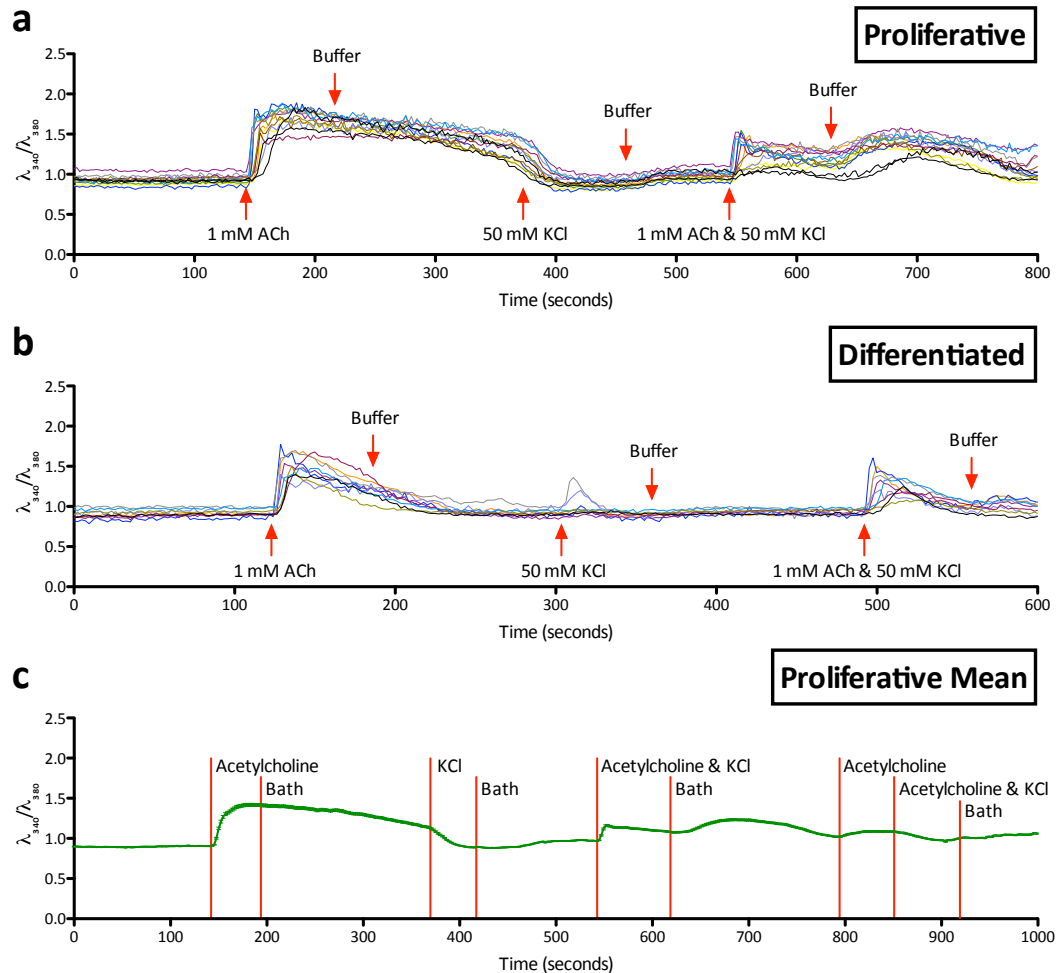 a
Proliferative
2.5
2.0
1.5
1.0
0.5
0.0
λ340/λ380
Buffer
Buffer
Buffer
1 mM ACh
50 mM KCl
1 mM ACh & 50 mM KCl
0 100 200 300 400 500 600 700 800
Time (seconds)
b
Differentiated
2.5
2.0
1.5
1.0
0.5
0.0
λ340/λ380
Buffer
Buffer
Buffer
1 mM ACh
50 mM KCl
1 mM ACh & 50 mM KCl
0 100 200 300 400 500 600
Time (seconds)
c
Proliferative Mean
2.5
2.0
1.5
1.0
0.5
0.0
λ340/λ380
Acetylcholine
Bath
KCl
Bath
Acetylcholine & KCl
Bath
Acetylcholine
Acetylcholine & KCl
Bath
0 100 200 300 400 500 600 700 800 900 1000
Time (seconds)